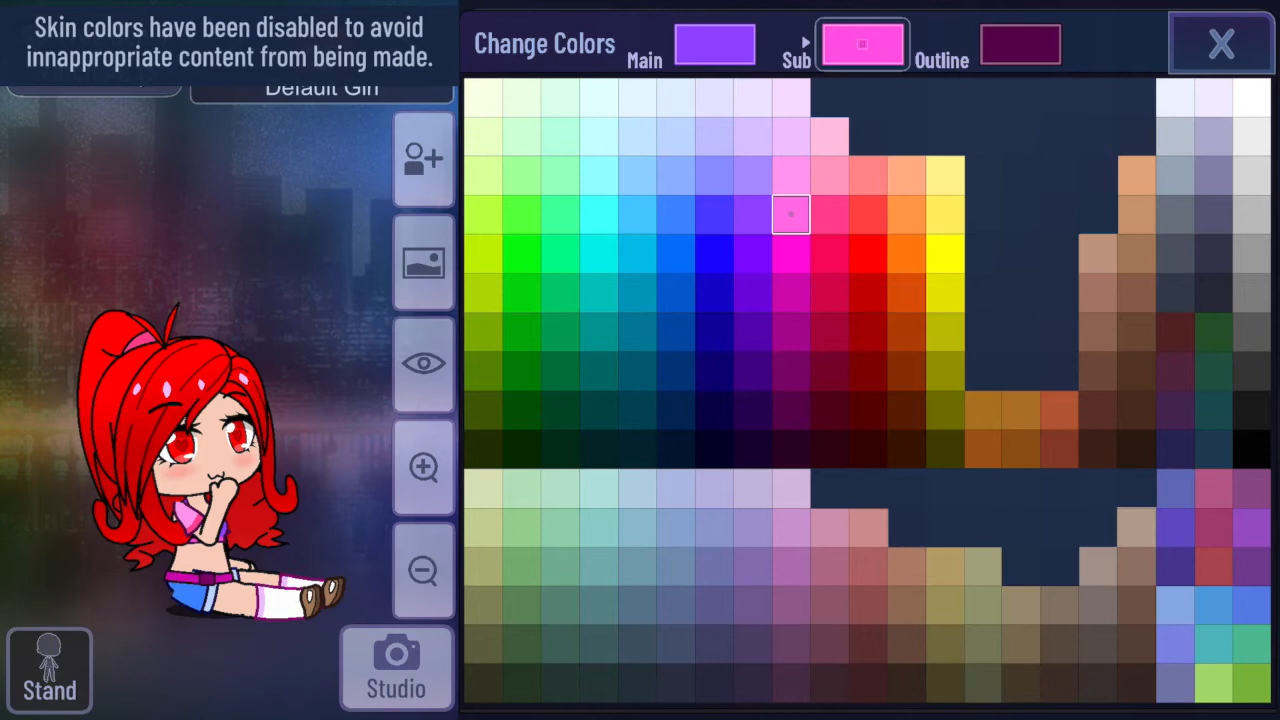 Skin colors have been disabled to avoid
innappropriate content from being made.
Default Girl
Change Colors
Main
Sub
Outline
X
Stand
Studio